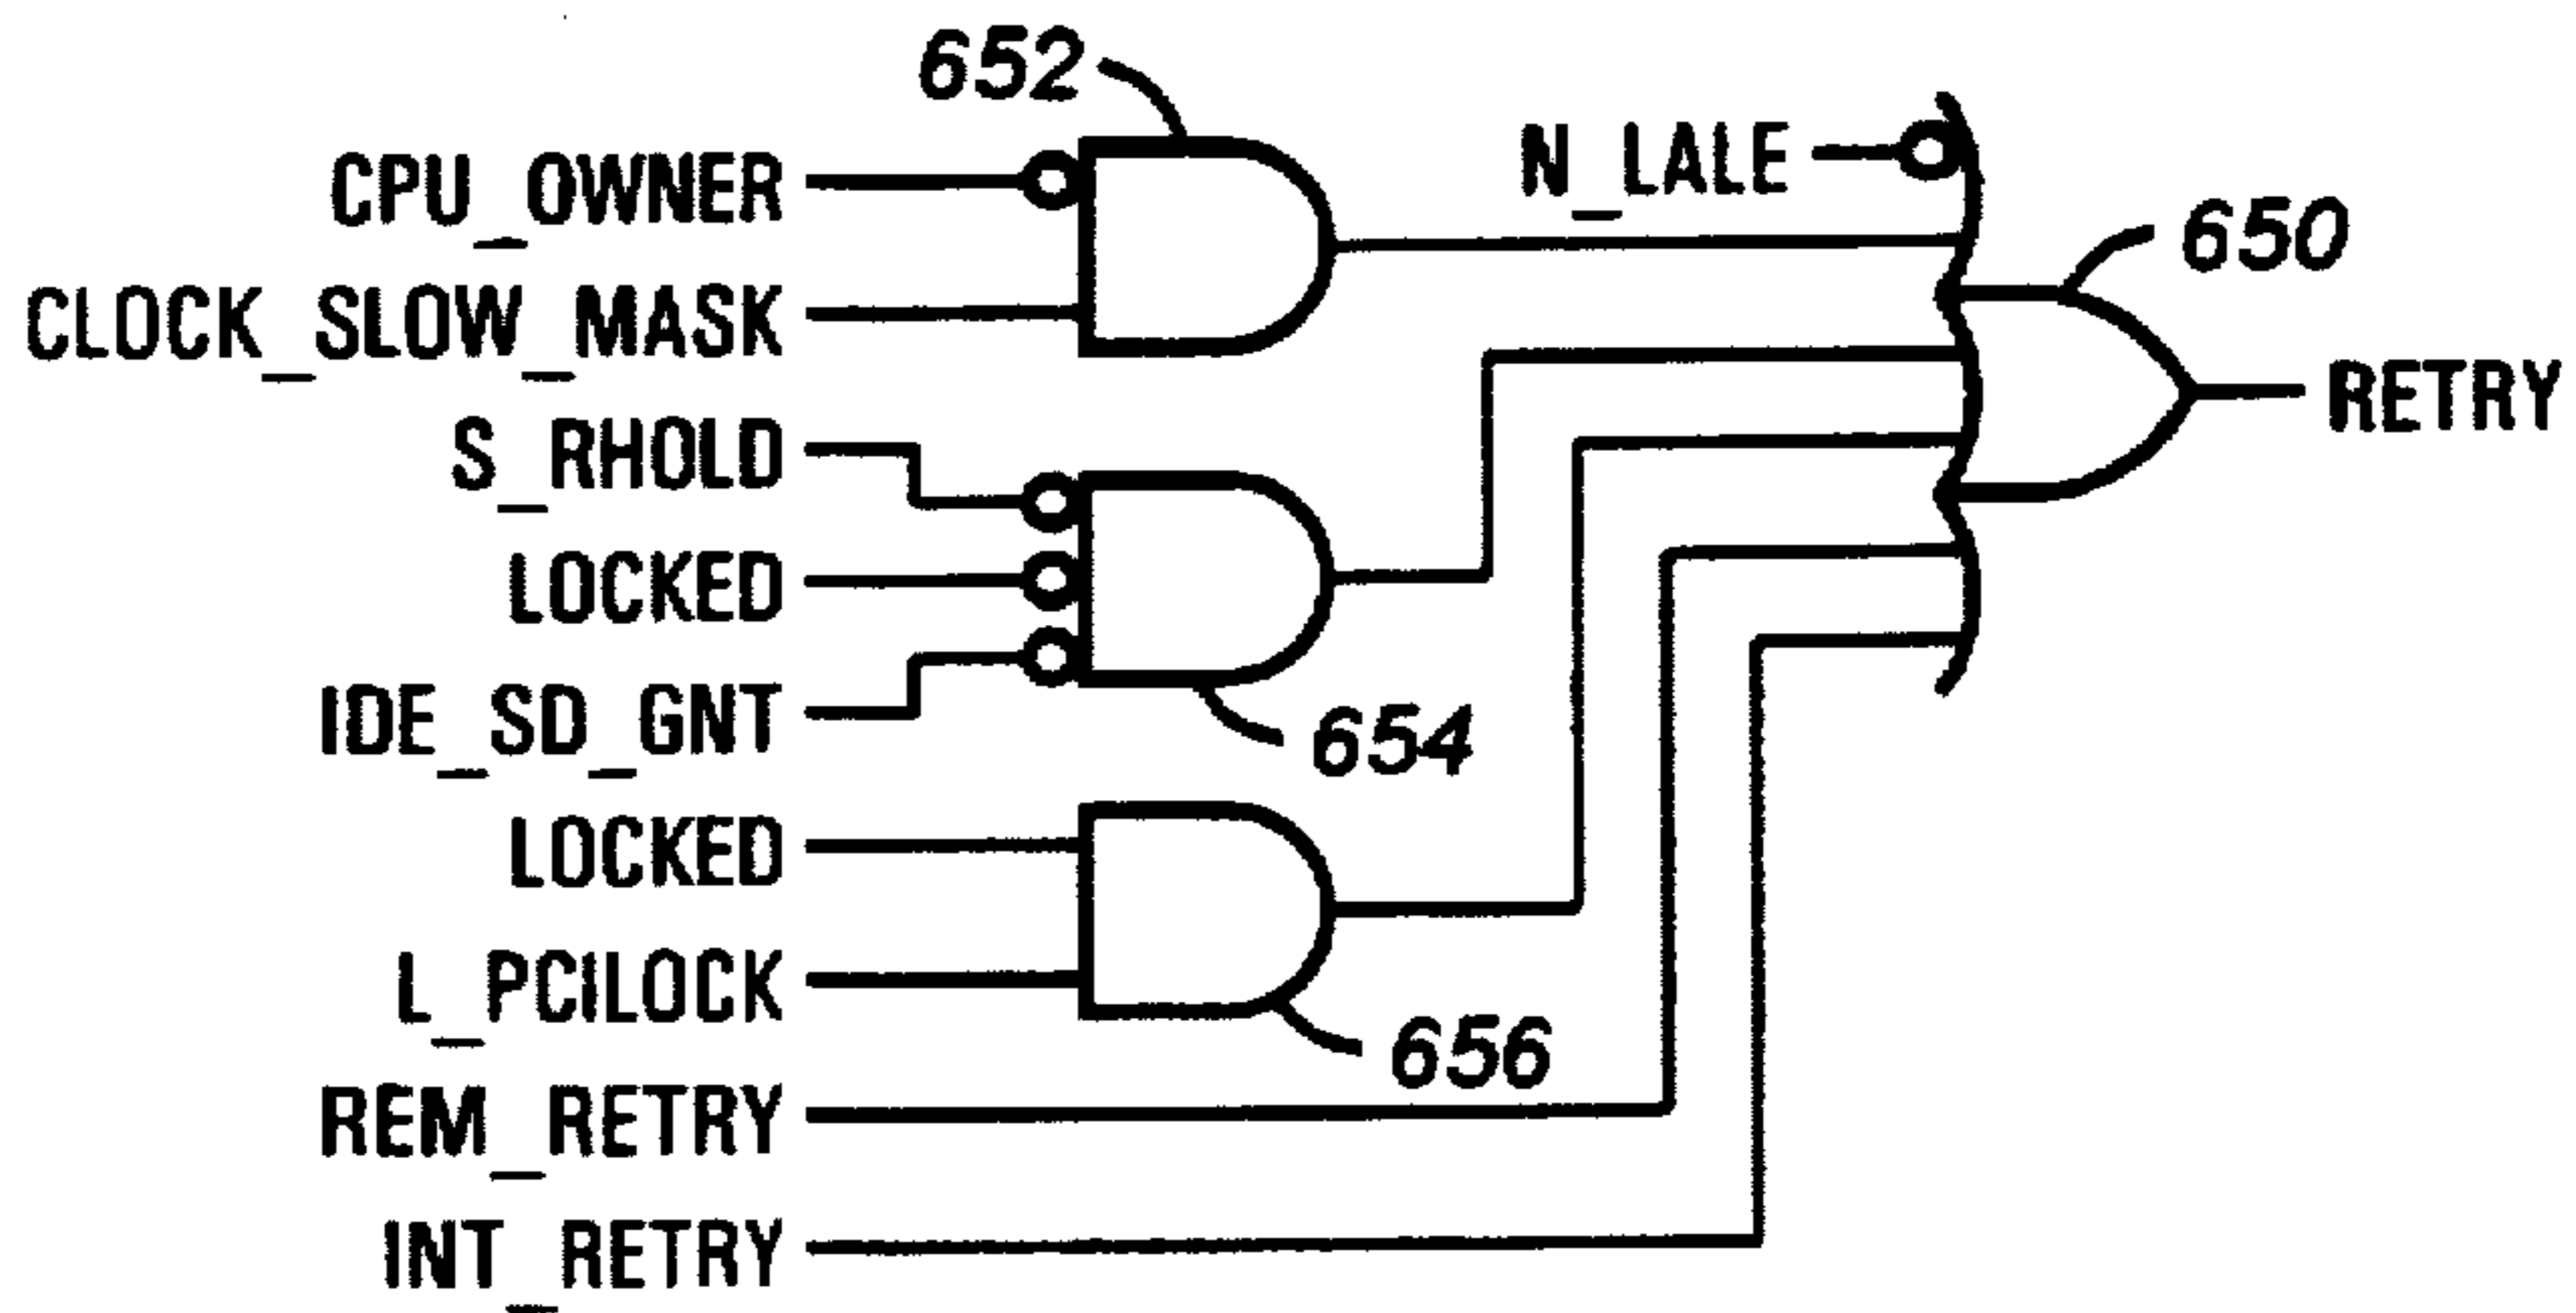 652
CPU_OWNER
N_LALE
650
CLOCK_SLOW_MASK
RETRY
S_RHOLD
LOCKED
IDE_SD_GNT
654
LOCKED
L_PCILOCK
656
REM_RETRY
INT_RETRY